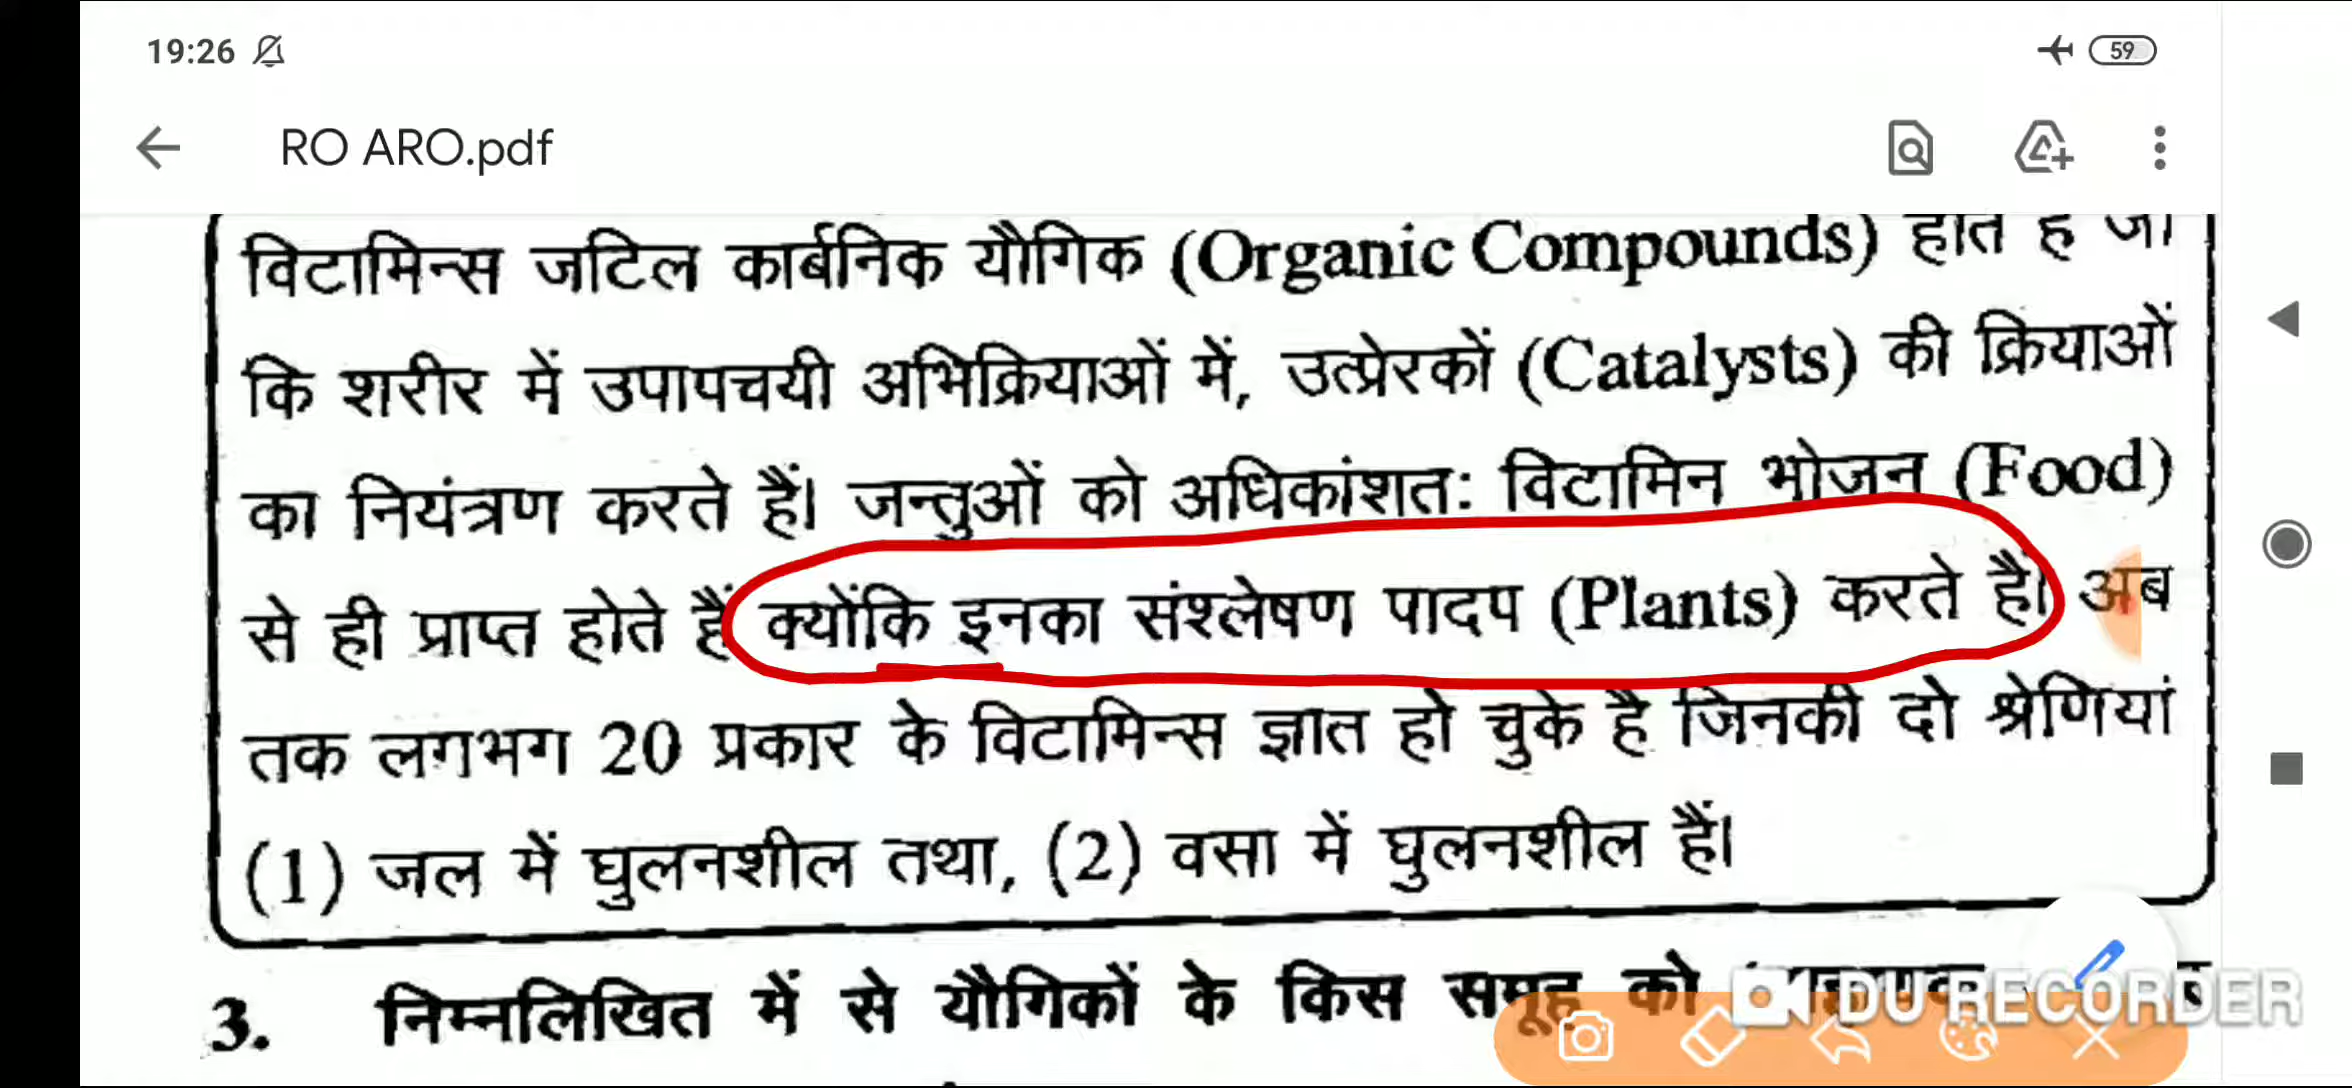 19:26
59
RO ARO.pdf
विटामिन्स जटिल कार्बनिक यौगिक (Organic Compounds) होते हैं जो
कि शरीर में उपापचयी अभिक्रियाओं में, उत्प्रेरकों (Catalysts) की क्रियाओं
का नियंत्रण करते हैं। जन्तुओं को अधिकांशत: विटामिन भोजन (Food)
से ही प्राप्त होते हैं क्योंकि इनका संश्लेषण पादप (Plants) करते है। अब
तक लगभग 20 प्रकार के विटामिन्स ज्ञात हो चुके है जिनकी दो श्रेणियां
(1) जल में घुलनशील तथा, (2) वसा में घुलनशील हैं।
3. निम्नलिखित में से यौगिकों के किस समूह को
DU RECORDER